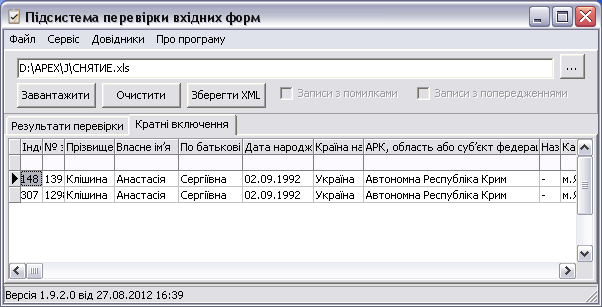 Підсистема перевірки вхідних форм
Файл Сервіс Довідники Про програму
D:\APEX\J\СНЯТИЕ.xls ...
Завантажити Очистити Зберегти XML Записи з помилками Записи з попередженнями
Результати перевірки Кратні включення
Інд № Прізвище Власне ім'я По батькові Дата народж Країна на АРК, область або суб'єкт федерац Наз Ка
148 139 Клішина Анастасія Сергіївна 02.09.1992 Україна Автономна Республіка Крим - м.Я
307 129 Клішина Анастасія Сергіївна 02.09.1992 Україна Автономна Республіка Крим - м.Я
Версія 1.9.2.0 від 27.08.2012 16:39